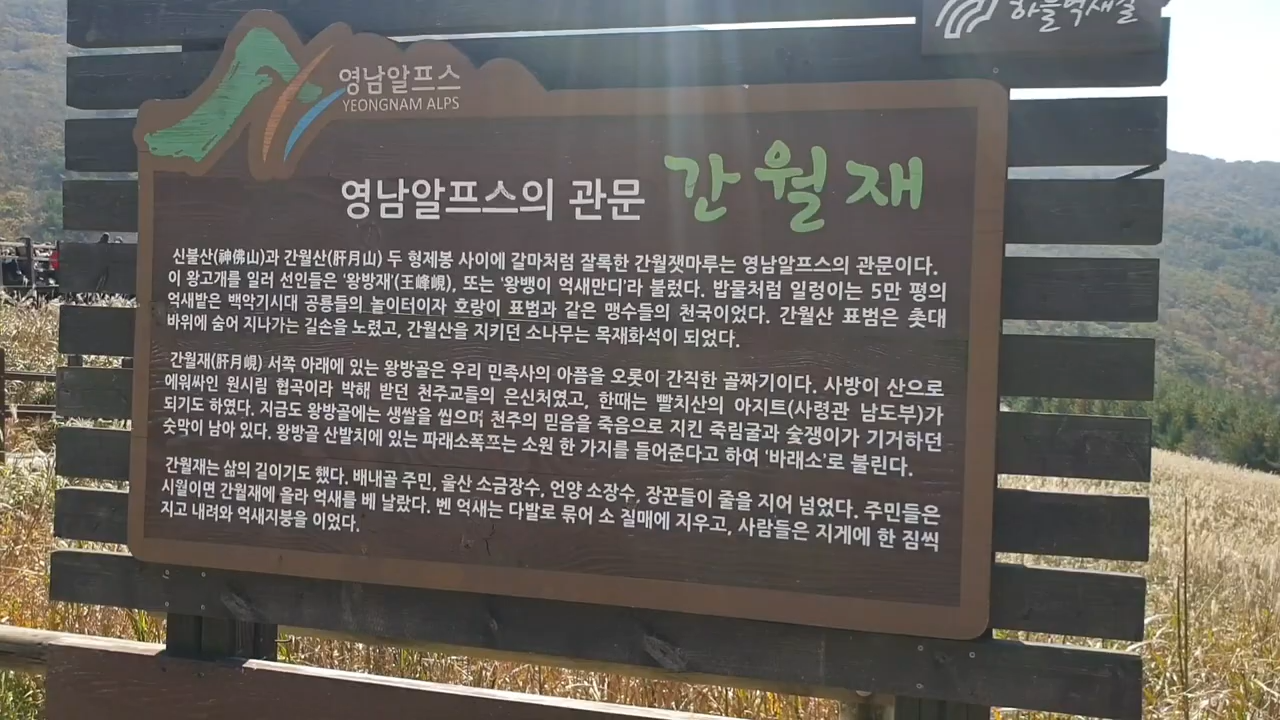 하늘억새길
영남알프스
YEONGNAM ALPS
영남알프스의 관문 간월재
신불산(神佛山)과 간월산(肝月山) 두 형제봉 사이에 갈마처럼 잘록한 간월잿마루는 영남알프스의 관문이다.
이 왕고개를 일러 선인들은 '왕방재'(王峰峴), 또는 '왕뱅이 억새만디'라 불렀다. 밥물처럼 일렁이는 5만 평의
억새밭은 백악기시대 공룡들의 놀이터이자 호랑이 표범과 같은 맹수들의 천국이었다. 간월산 표범은 촛대
바위에 숨어 지나가는 길손을 노렸고, 간월산을 지키던 소나무는 목재화석이 되었다.
간월재(肝月峴) 서쪽 아래에 있는 왕방골은 우리 민족사의 아픔을 오롯이 간직한 골짜기이다. 사방이 산으로
에워싸인 원시림 협곡이라 박해 받던 천주교들의 은신처였고, 한때는 빨치산의 아지트(사령관 남도부)가
되기도 하였다. 지금도 왕방골에는 생쌀을 씹으며 천주의 믿음을 죽음으로 지킨 죽림굴과 숯쟁이가 기거하던
숫막이 남아 있다. 왕방골 산발치에 있는 파래소폭포는 소원 한 가지를 들어준다고 하여 '바래소'로 불린다.
간월재는 삶의 길이기도 했다. 배내골 주민, 울산 소금장수, 언양 소장수, 장꾼들이 줄을 지어 넘었다. 주민들은
시월이면 간월재에 올라 억새를 베 날랐다. 벤 억새는 다발로 묶어 소 질매에 지우고, 사람들은 지게에 한 짐씩
지고 내려와 억새지붕을 이었다.